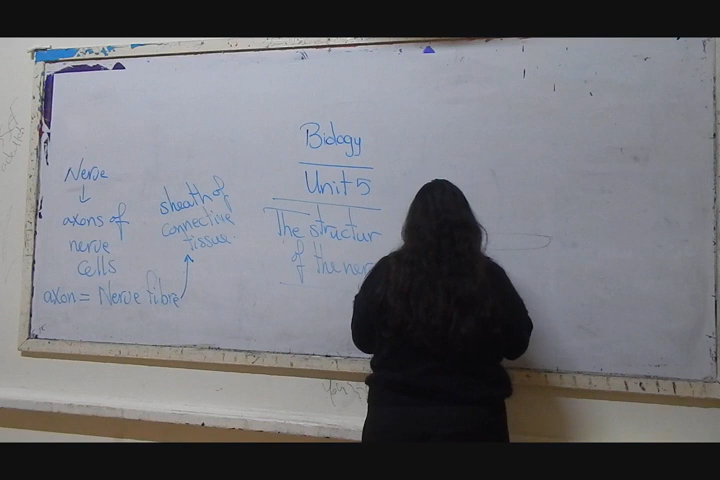 Nerve
↓
axons of
nerve
cells
axon = Nerve fibre
sheath of
connective
tissue
Biology
Unit 5
The structur
of the ner